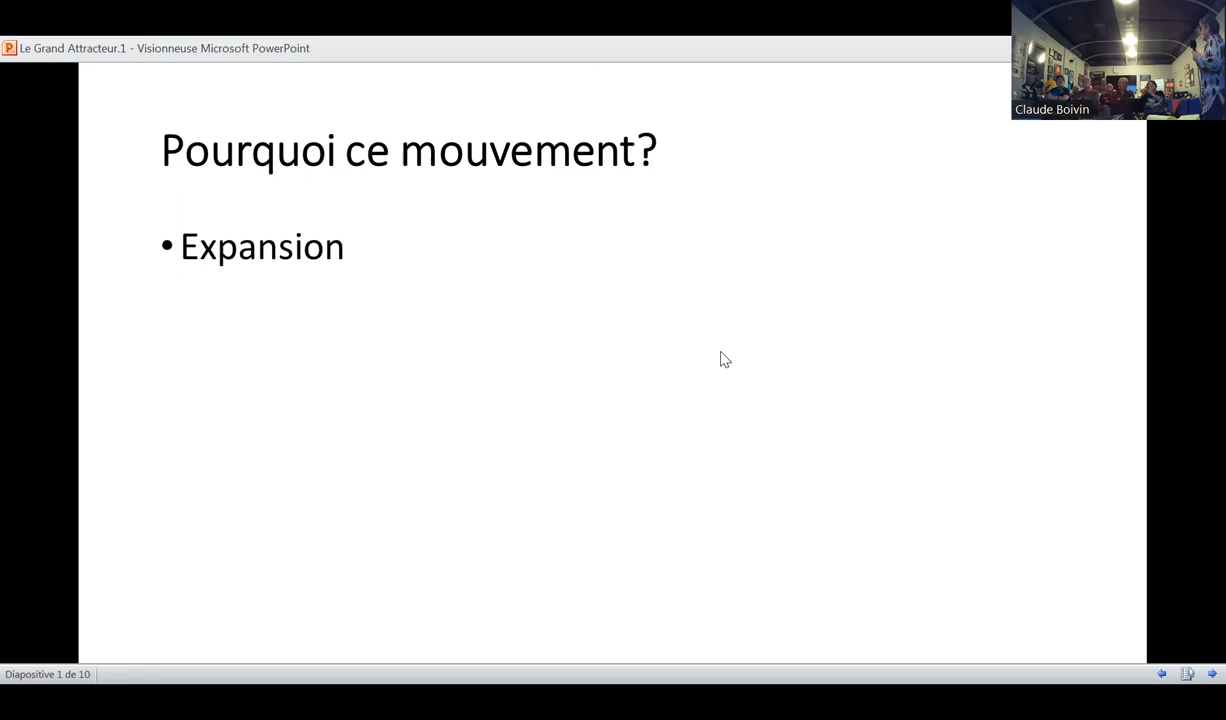 Le Grand Attracteur.1 - Visionneuse Microsoft PowerPoint
Claude Boivin
Pourquoi ce mouvement?
• Expansion
Diapositive 1 de 10